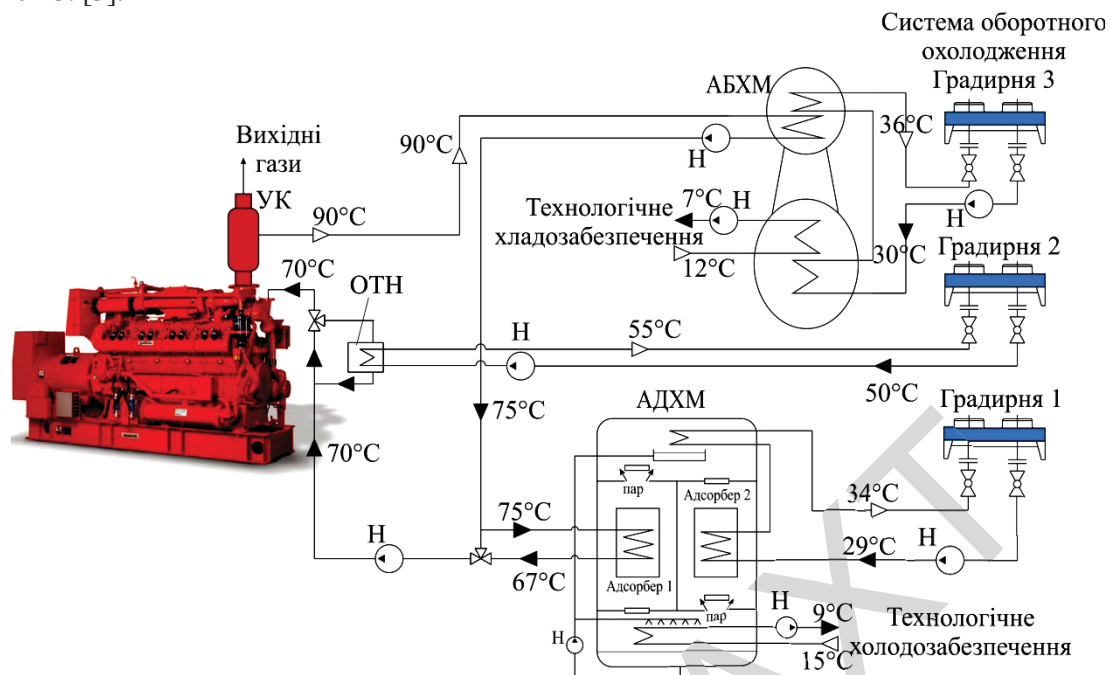 Система оборотного
охолодження
Градирня 3
АБХМ
36°C
Вихідні
гази
90°C
Н
УК
90°C
7°C
Н
Н
Технологічне
хладозабезпечення
12°C
30°C
Градирня 2
70°C
ОТН
Н
55°C
50°C
75°C
АДХМ
Градирня 1
70°C
пар
Адсорбер 2
34°C
75°C
Н
Н
29°C
67°C
Адсорбер 1
пар
Н
9°C
Технологічне
холодозабезпечення
Н
15°C